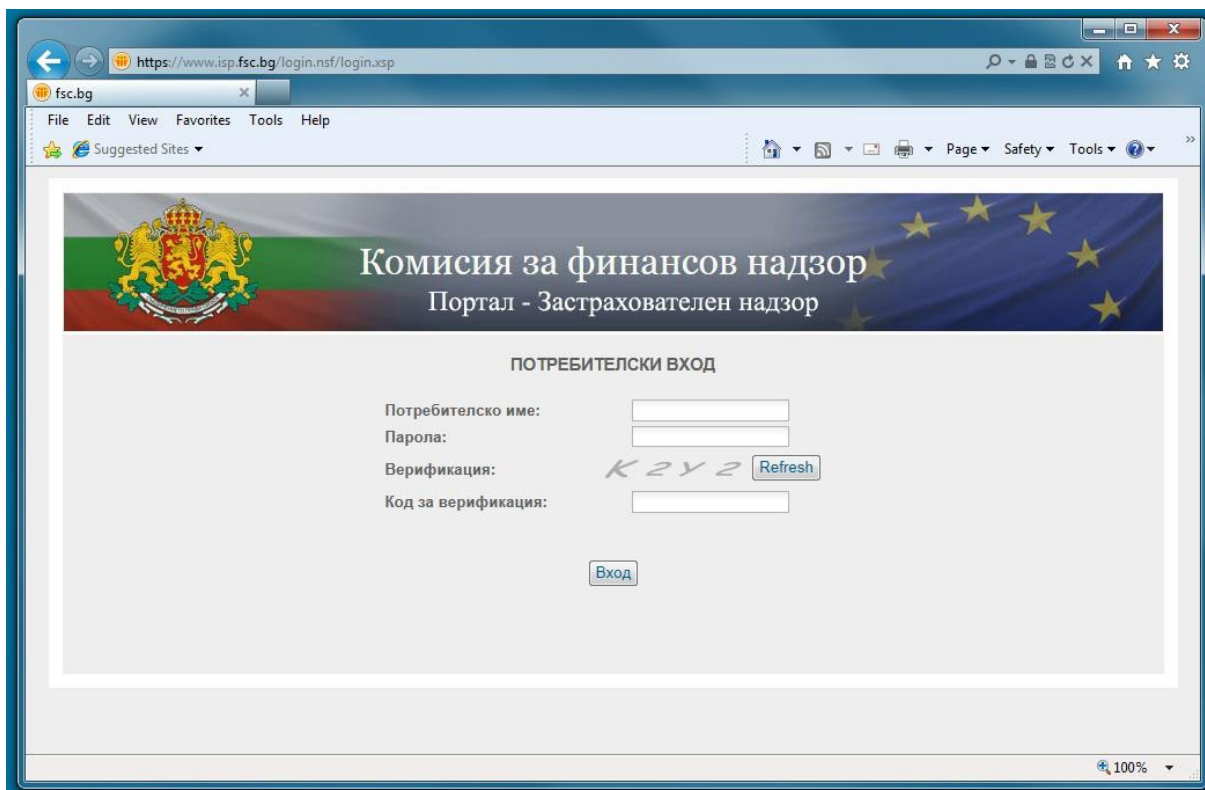 https://www.isp.fsc.bg/login.nsf/login.xsp
fsc.bg
File Edit View Favorites Tools Help
Suggested Sites
Page Safety Tools
Комисия за финансов надзор
Портал - Застрахователен надзор
ПОТРЕБИТЕЛСКИ ВХОД
Потребителско име:
Парола:
Верификация: K2Y2 Refresh
Код за верификация:
Вход
100%